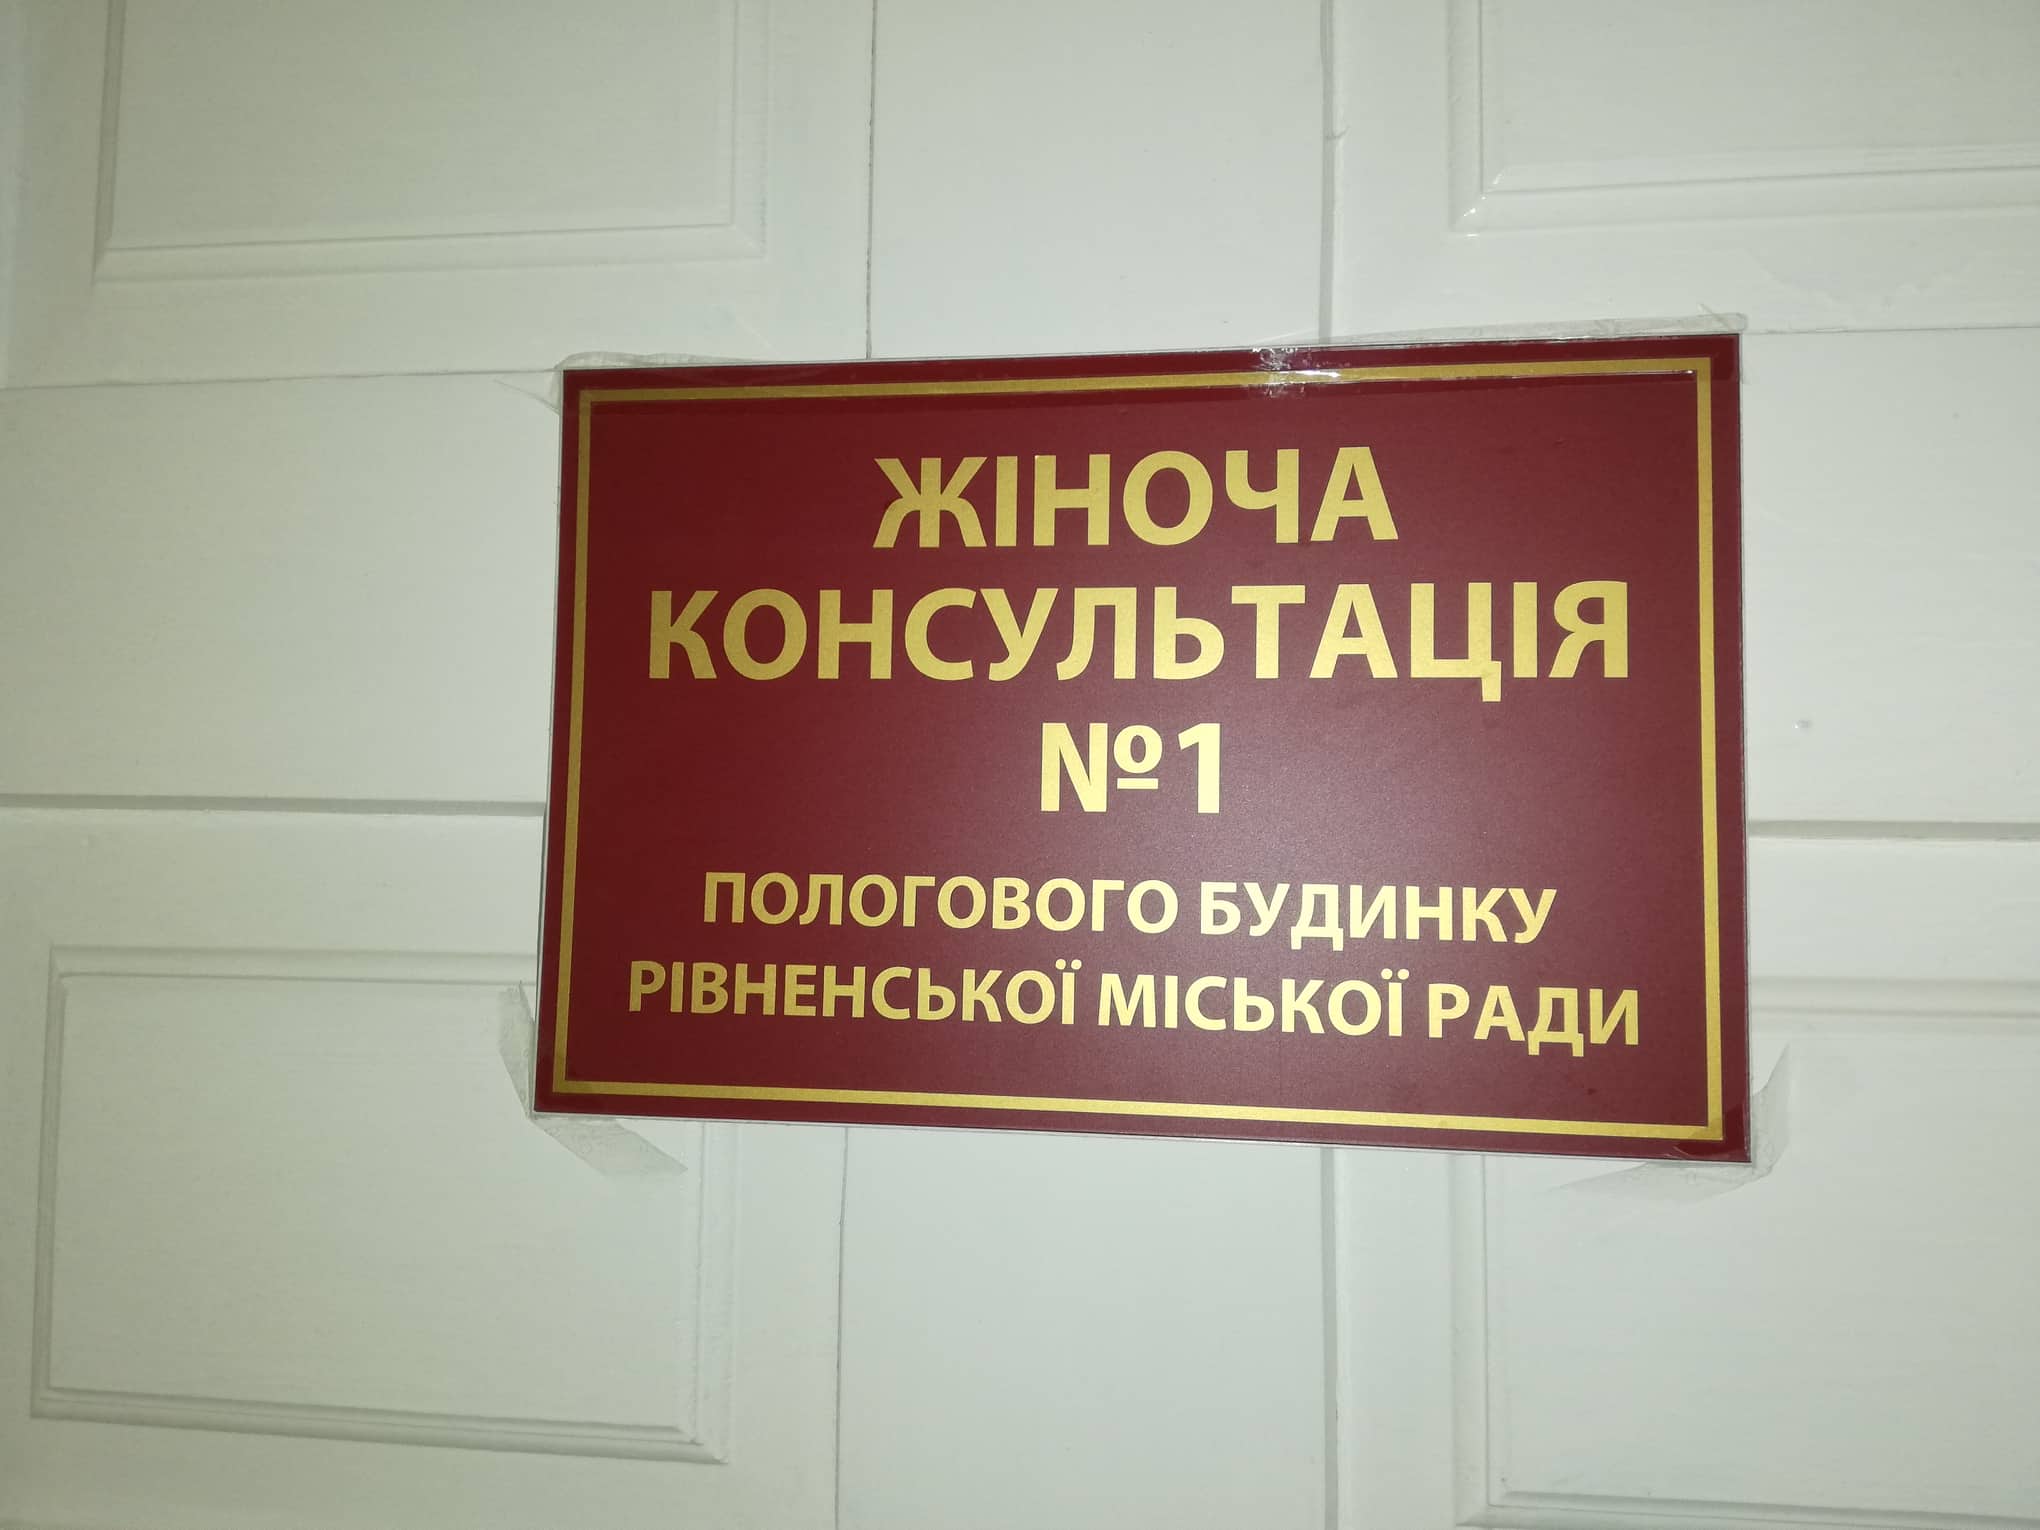 ЖІНОЧА
КОНСУЛЬТАЦІЯ
№1
ПОЛОГОВОГО БУДИНКУ
РІВНЕНСЬКОЇ МІСЬКОЇ РАДИ